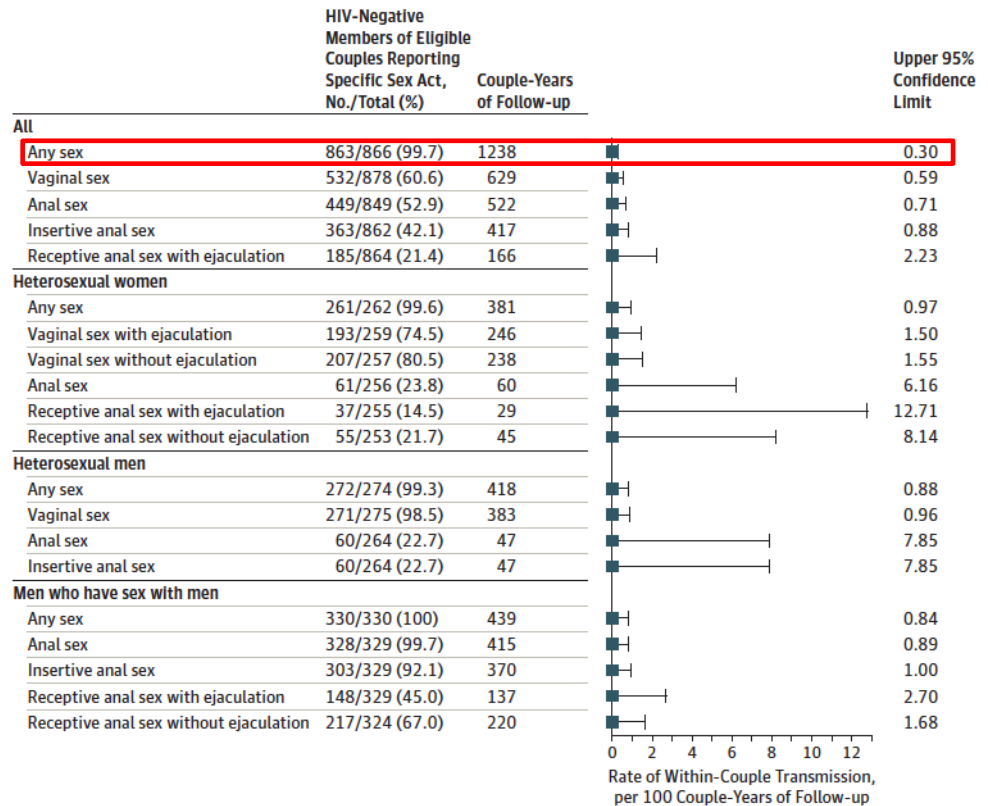 HIV-Negative
Members of Eligible
Couples Reporting
Specific Sex Act,
No./Total (%)
Couple-Years
of Follow-up
Upper 95%
Confidence
Limit
All
Any sex 863/866 (99.7) 1238 0.30
Vaginal sex 532/878 (60.6) 629 0.59
Anal sex 449/849 (52.9) 522 0.71
Insertive anal sex 363/862 (42.1) 417 0.88
Receptive anal sex with ejaculation 185/864 (21.4) 166 2.23
Heterosexual women
Any sex 261/262 (99.6) 381 0.97
Vaginal sex with ejaculation 193/259 (74.5) 246 1.50
Vaginal sex without ejaculation 207/257 (80.5) 238 1.55
Anal sex 61/256 (23.8) 60 6.16
Receptive anal sex with ejaculation 37/255 (14.5) 29 12.71
Receptive anal sex without ejaculation 55/253 (21.7) 45 8.14
Heterosexual men
Any sex 272/274 (99.3) 418 0.88
Vaginal sex 271/275 (98.5) 383 0.96
Anal sex 60/264 (22.7) 47 7.85
Insertive anal sex 60/264 (22.7) 47 7.85
Men who have sex with men
Any sex 330/330 (100) 439 0.84
Anal sex 328/329 (99.7) 415 0.89
Insertive anal sex 303/329 (92.1) 370 1.00
Receptive anal sex with ejaculation 148/329 (45.0) 137 2.70
Receptive anal sex without ejaculation 217/324 (67.0) 220 1.68
0 2 4 6 8 10 12
Rate of Within-Couple Transmission,
per 100 Couple-Years of Follow-up